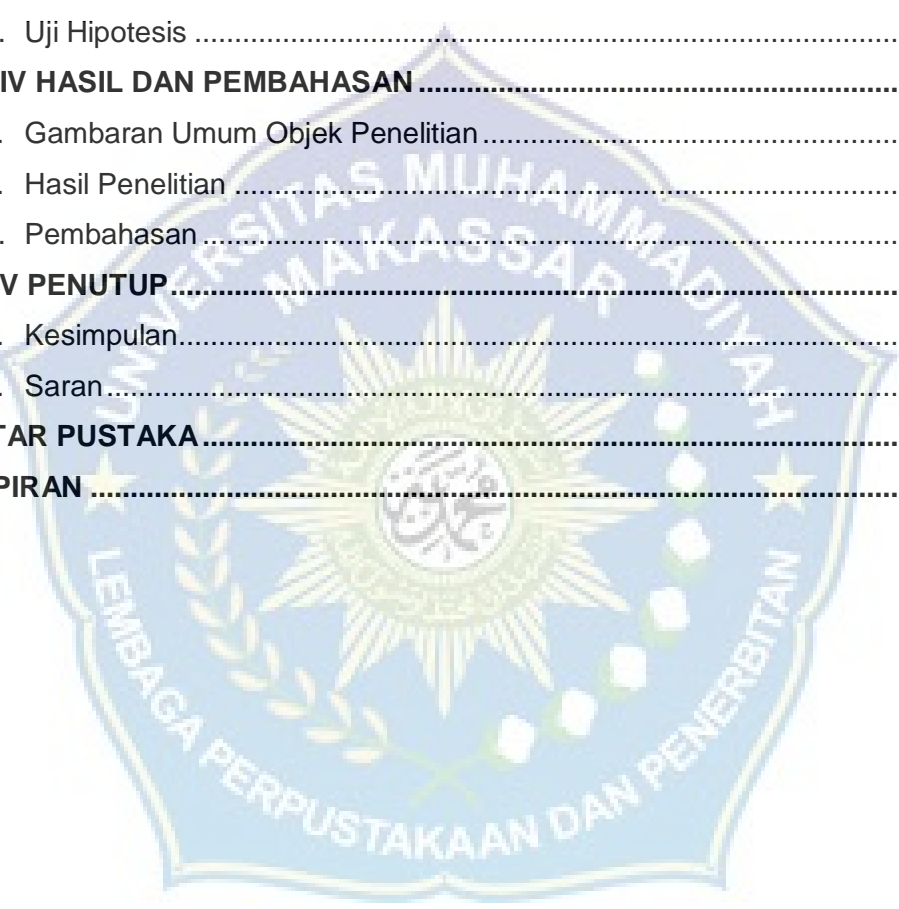 . Uji Hipotesis ........................................................................................
IV HASIL DAN PEMBAHASAN ............................................................
. Gambaran Umum Objek Penelitian ....................................................
. Hasil Penelitian ...................................................................................
. Pembahasan .......................................................................................
V PENUTUP ...........................................................................................
. Kesimpulan .........................................................................................
. Saran ...................................................................................................
TAR PUSTAKA .......................................................................................
PIRAN .....................................................................................................
UNIVERSITAS MUHAMMADIYAH
MAKASSAR
LEMBAGA PERPUSTAKAAN DAN PENERBITAN